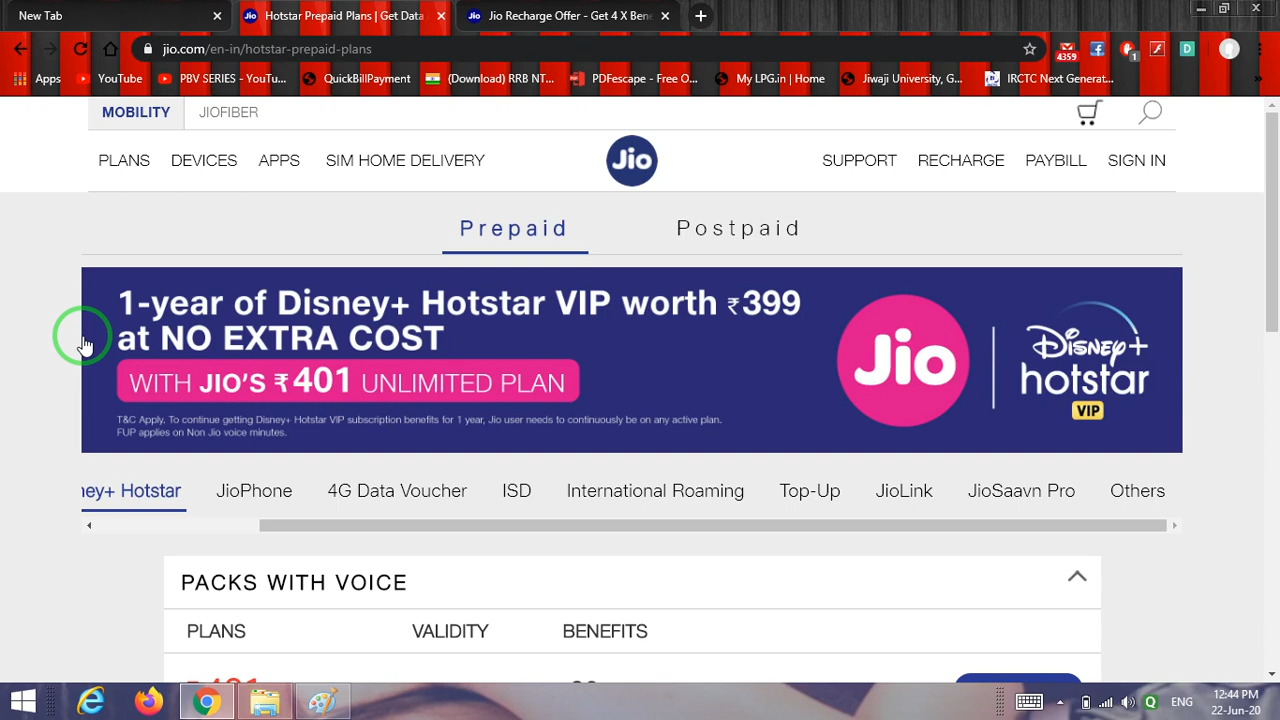 New Tab
Hotstar Prepaid Plans | Get Data
Jio Recharge Offer - Get 4 X Bene
jio.com/en-in/hotstar-prepaid-plans
4359
1
D
Apps
YouTube
PBV SERIES - YouTu...
QuickBillPayment
(Download) RRB NT...
PDFescape - Free O...
My LPG.in | Home
Jiwaji University, G...
IRCTC Next Generat...
MOBILITY
JIOFIBER
PLANS
DEVICES
APPS
SIM HOME DELIVERY
Jio
SUPPORT
RECHARGE
PAYBILL
SIGN IN
Prepaid
Postpaid
1-year of Disney+ Hotstar VIP worth ₹399
at NO EXTRA COST
WITH JIO'S ₹401 UNLIMITED PLAN
T&C Apply. To continue getting Disney+ Hotstar VIP subscription benefits for 1 year, Jio user needs to continuously be on any active plan.
FUP applies on Non Jio voice minutes.
Jio
Disney+
hotstar
VIP
ney+ Hotstar
JioPhone
4G Data Voucher
ISD
International Roaming
Top-Up
JioLink
JioSaavn Pro
Others
PACKS WITH VOICE
PLANS
VALIDITY
BENEFITS
ENG
12:44 PM
22-Jun-20